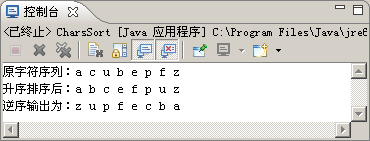 控制台
<已终止> CharsSort [Java 应用程序] C:\Program Files\Java\jre6
原字符序列：a c u b e p f z
升序排序后：a b c e f p u z
逆序输出为：z u p f e c b a